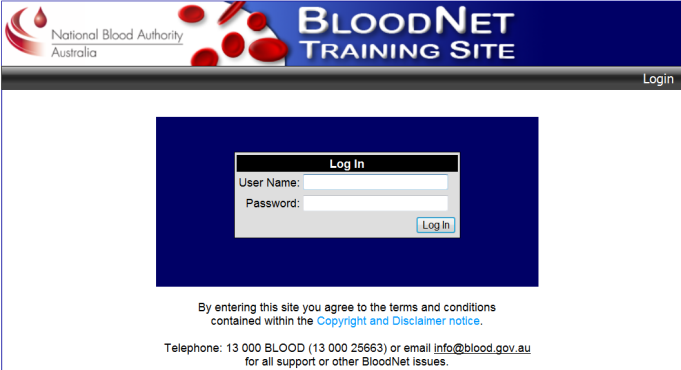 National Blood Authority
Australia
BLOODNET
TRAINING SITE
Login
Log In
User Name:
Password:
Log In
By entering this site you agree to the terms and conditions
contained within the Copyright and Disclaimer notice.
Telephone: 13 000 BLOOD (13 000 25663) or email info@blood.gov.au
for all support or other BloodNet issues.